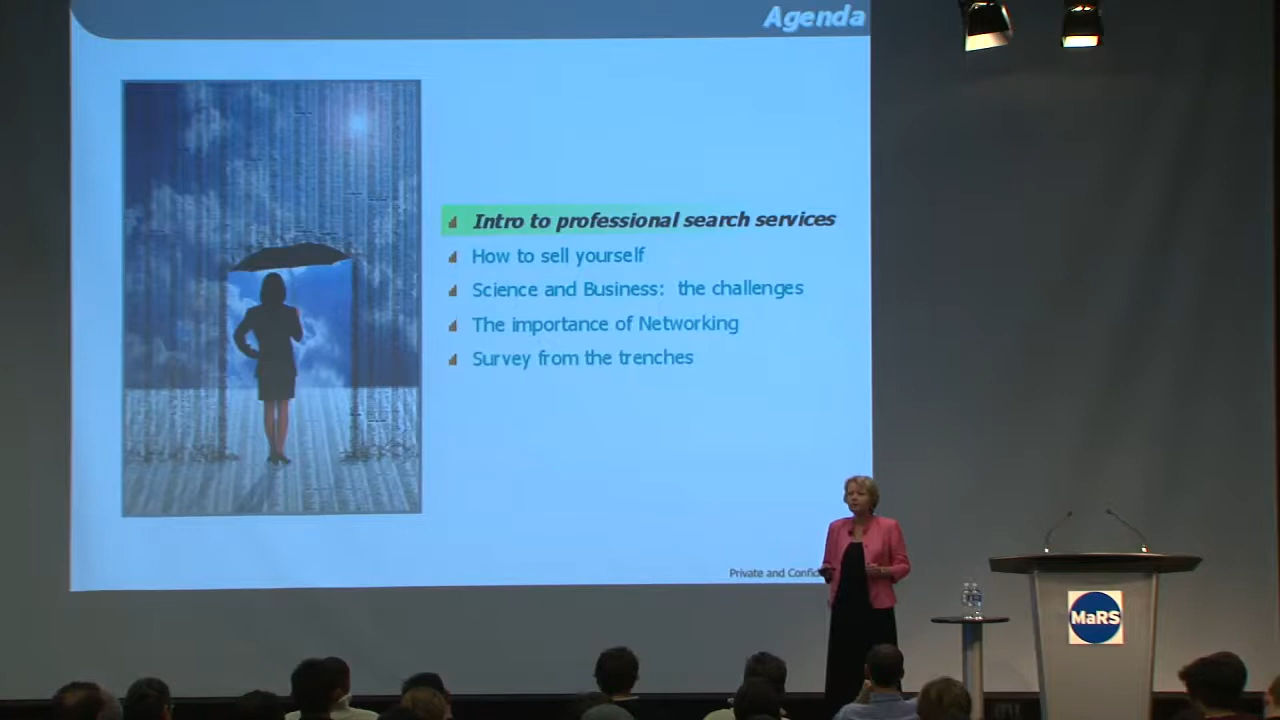 Agenda
Intro to professional search services
How to sell yourself
Science and Business: the challenges
The importance of Networking
Survey from the trenches
Private and
MaRS